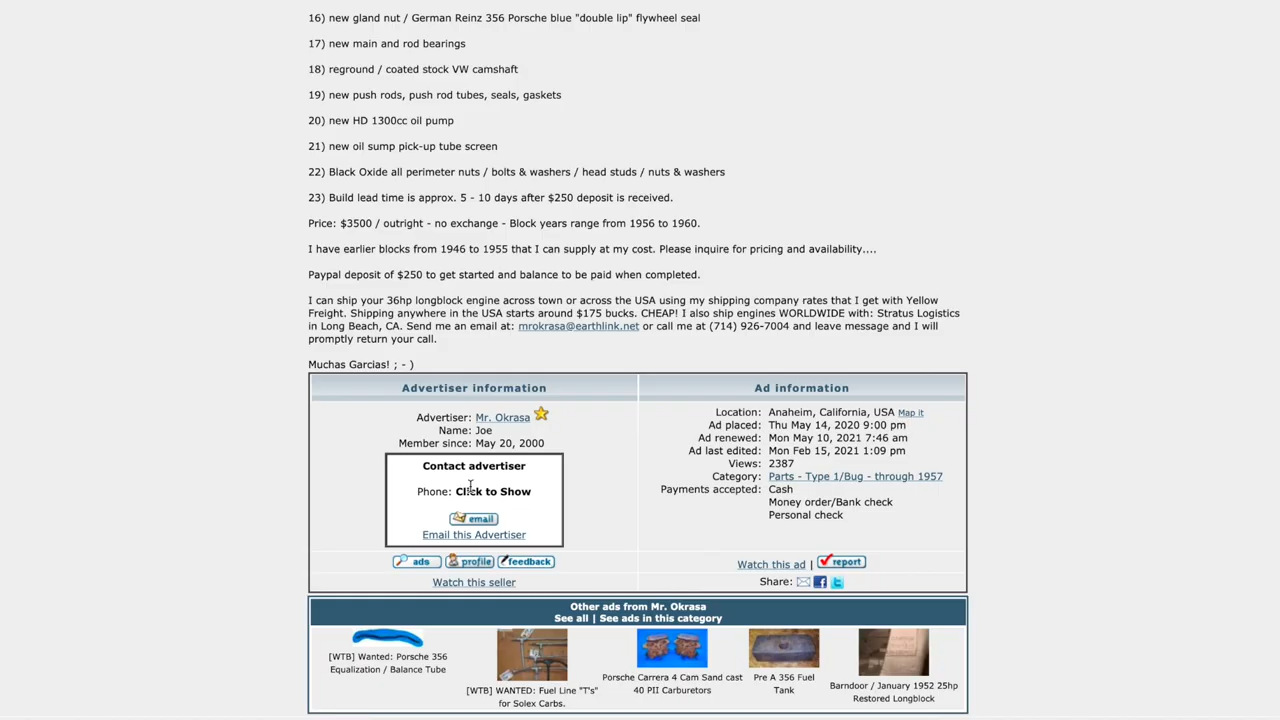 16) new gland nut / German Reinz 356 Porsche blue "double lip" flywheel seal
17) new main and rod bearings
18) reground / coated stock VW camshaft
19) new push rods, push rod tubes, seals, gaskets
20) new HD 1300cc oil pump
21) new oil sump pick-up tube screen
22) Black Oxide all perimeter nuts / bolts & washers / head studs / nuts & washers
23) Build lead time is approx. 5 - 10 days after $250 deposit is received.
Price: $3500 / outright - no exchange - Block years range from 1956 to 1960.
I have earlier blocks from 1946 to 1955 that I can supply at my cost. Please inquire for pricing and availability....
Paypal deposit of $250 to get started and balance to be paid when completed.
I can ship your 36hp longblock engine across town or across the USA using my shipping company rates that I get with Yellow
Freight. Shipping anywhere in the USA starts around $175 bucks. CHEAP! I also ship engines WORLDWIDE with: Stratus Logistics
in Long Beach, CA. Send me an email at: mrokrasa@earthlink.net or call me at (714) 926-7004 and leave message and I will
promptly return your call.
Muchas Garcias! ; - )
Advertiser information
Advertiser: Mr. Okrasa
Name: Joe
Member since: May 20, 2000
Contact advertiser
Phone: Click to Show
email
Email this Advertiser
ads profile feedback
Watch this seller
Ad information
Location: Anaheim, California, USA Map it
Ad placed: Thu May 14, 2020 9:00 pm
Ad renewed: Mon May 10, 2021 7:46 am
Ad last edited: Mon Feb 15, 2021 1:09 pm
Views: 2387
Category: Parts - Type 1/Bug - through 1957
Payments accepted: Cash
Money order/Bank check
Personal check
Watch this ad | report
Share:
Other ads from Mr. Okrasa
See all | See ads in this category
[WTB] Wanted: Porsche 356
Equalization / Balance Tube
[WTB] WANTED: Fuel Line "T's"
for Solex Carbs.
Porsche Carrera 4 Cam Sand cast
40 PII Carburetors
Pre A 356 Fuel
Tank
Barndoor / January 1952 25hp
Restored Longblock